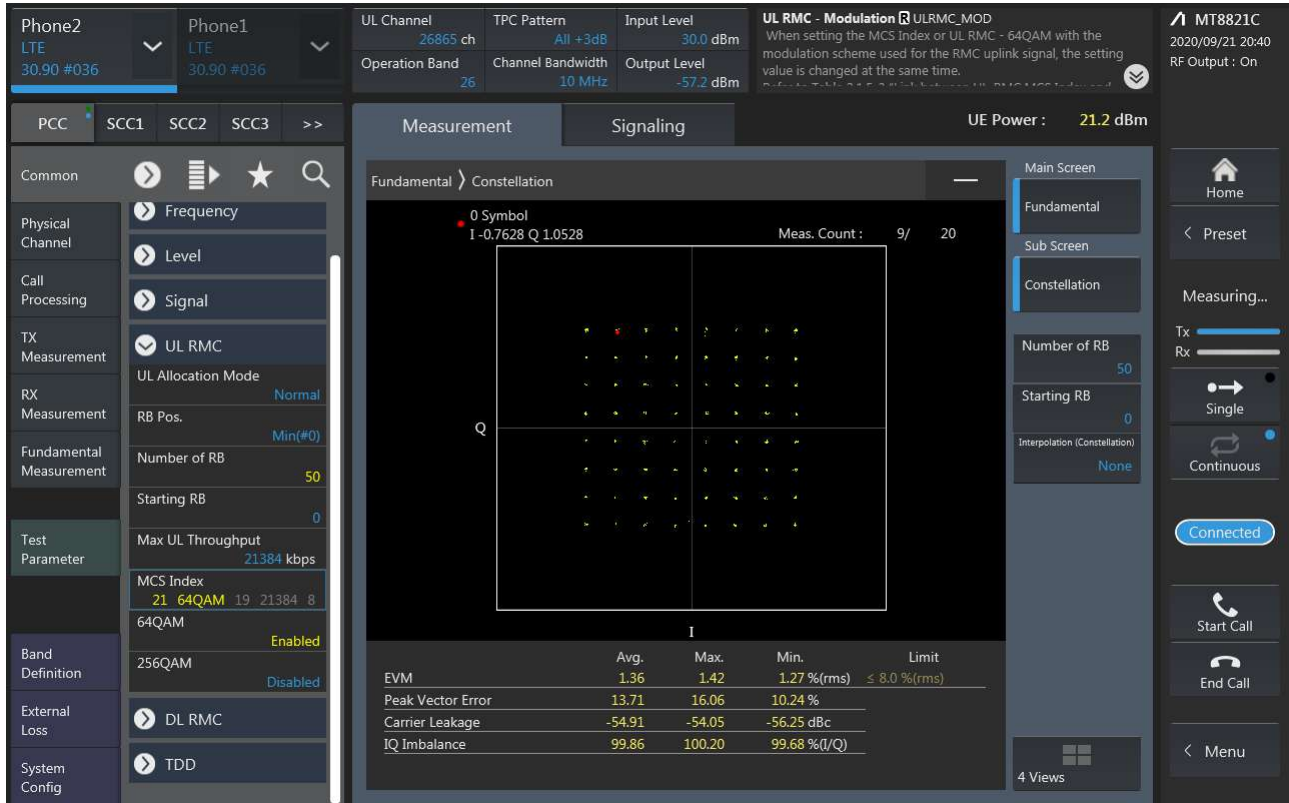 Phone2
LTE
30.90 #036
Phone1
LTE
30.90 #036
UL Channel
26865 ch
TPC Pattern
All +3dB
Input Level
30.0 dBm
Operation Band
26
Channel Bandwidth
10 MHz
Output Level
-57.2 dBm
UL RMC - Modulation R ULRMC_MOD
When setting the MCS Index or UL RMC - 64QAM with the
modulation scheme used for the RMC uplink signal, the setting
value is changed at the same time.
MT8821C
2020/09/21 20:40
RF Output : On
PCC SCC1 SCC2 SCC3 >>
Measurement
Signaling
UE Power : 21.2 dBm
Common
Physical
Channel
Call
Processing
TX
Measurement
RX
Measurement
Fundamental
Measurement
Test
Parameter
Band
Definition
External
Loss
System
Config
Frequency
Level
Signal
UL RMC
UL Allocation Mode
Normal
RB Pos.
Min(#0)
Number of RB
50
Starting RB
0
Max UL Throughput
21384 kbps
MCS Index
21 64QAM 19 21384 8
64QAM
Enabled
256QAM
Disabled
DL RMC
TDD
Fundamental > Constellation
0 Symbol
I -0.7628 Q 1.0528
Meas. Count : 9/ 20
Q
I
Avg. Max. Min. Limit
EVM 1.36 1.42 1.27 %(rms) ≤ 8.0 %(rms)
Peak Vector Error 13.71 16.06 10.24 %
Carrier Leakage -54.91 -54.05 -56.25 dBc
IQ Imbalance 99.86 100.20 99.68 %(I/Q)
Main Screen
Fundamental
Sub Screen
Constellation
Number of RB
50
Starting RB
0
Interpolation (Constellation)
None
4 Views
Home
< Preset
Measuring...
Tx
Rx
Single
Continuous
Connected
Start Call
End Call
< Menu